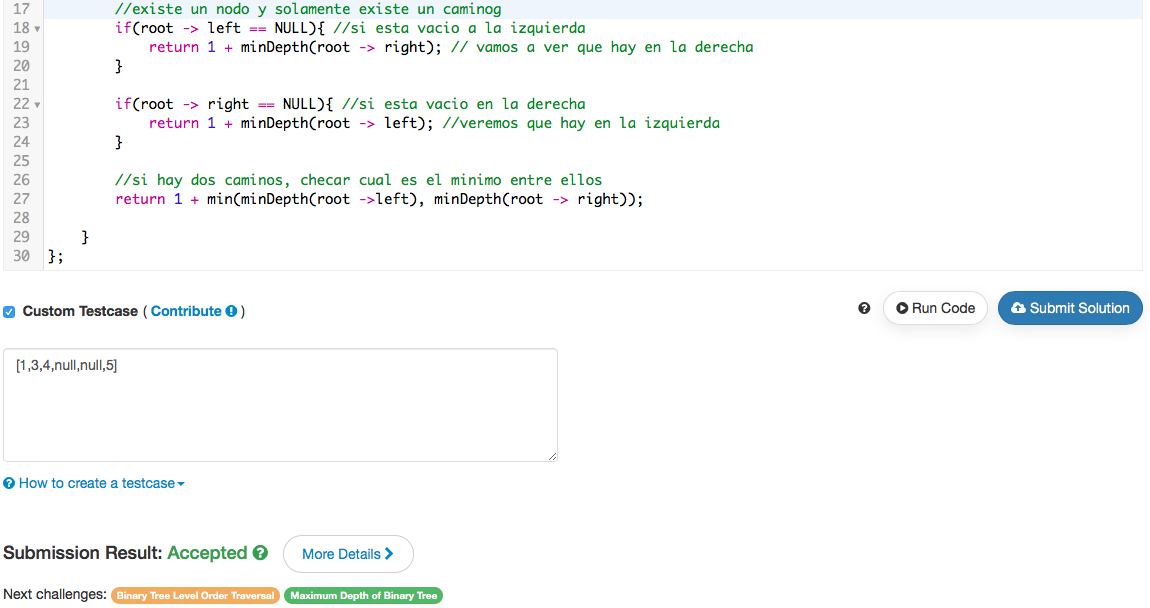 17 //existe un nodo y solamente existe un caminog
18 if(root -> left == NULL){ //si esta vacio a la izquierda
19 return 1 + minDepth(root -> right); // vamos a ver que hay en la derecha
20 }
21
22 if(root -> right == NULL){ //si esta vacio en la derecha
23 return 1 + minDepth(root -> left); //veremos que hay en la izquierda
24 }
25
26 //si hay dos caminos, checar cual es el minimo entre ellos
27 return 1 + min(minDepth(root ->left), minDepth(root -> right));
28
29 }
30 };
Custom Testcase ( Contribute )
Run Code
Submit Solution
[1,3,4,null,null,5]
How to create a testcase
Submission Result: Accepted
More Details
Next challenges: Binary Tree Level Order Traversal Maximum Depth of Binary Tree